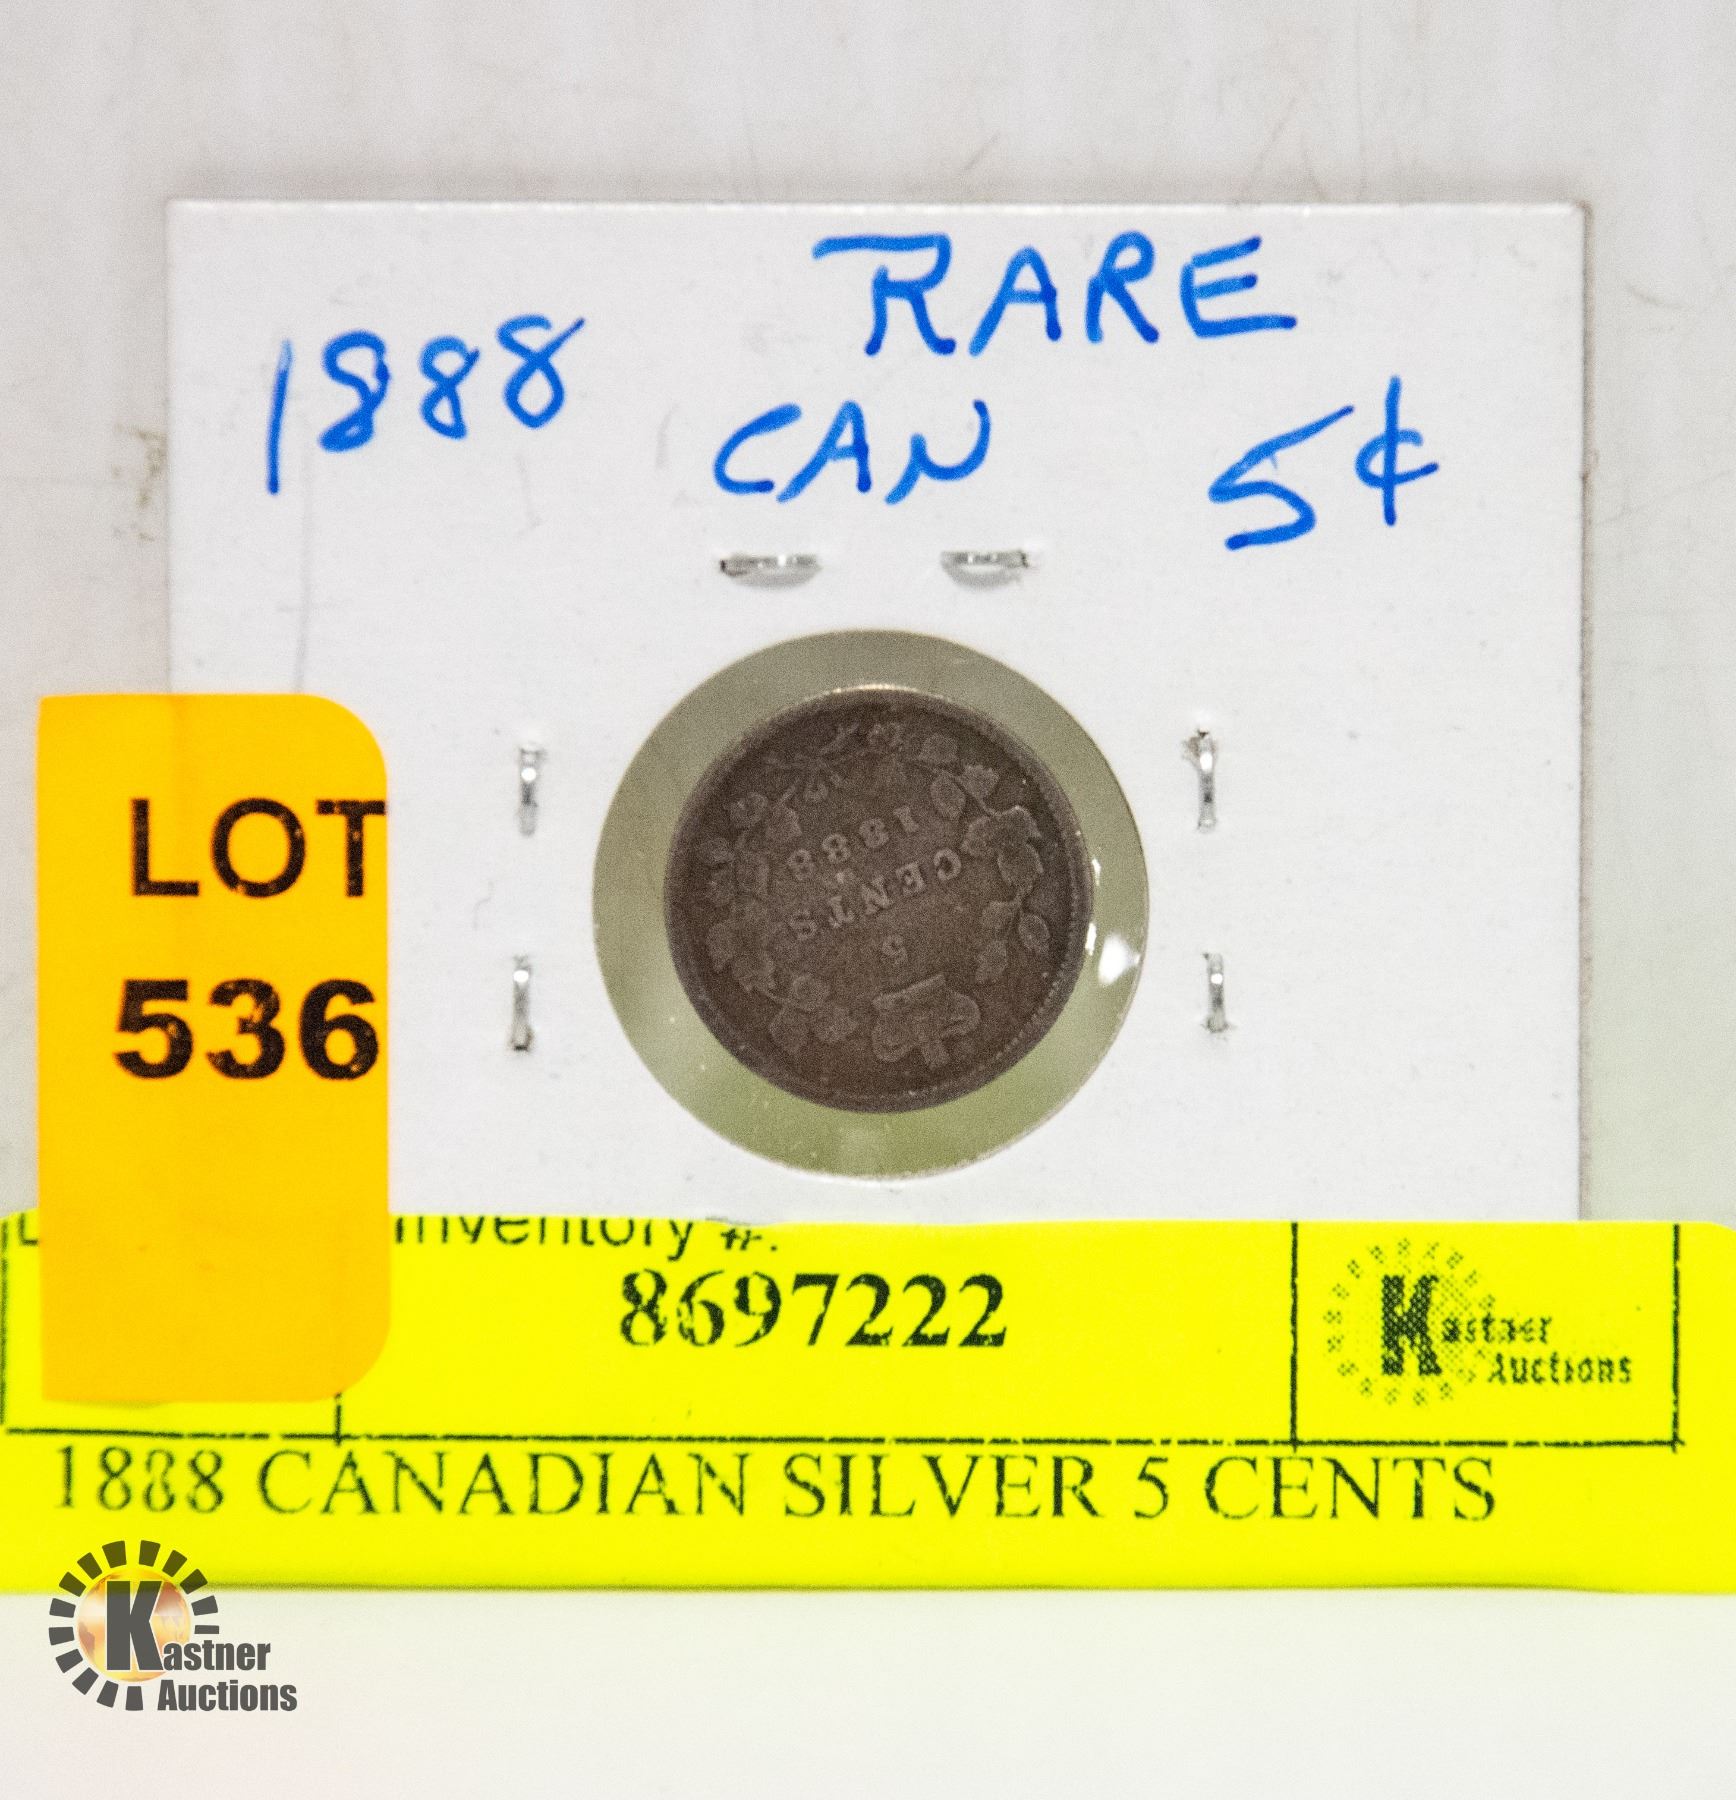 RARE
1888 CAN 5¢
5
CENTS
1888
LOT
536
Inventory #:
8697222
Kastner
Auctions
1888 CANADIAN SILVER 5 CENTS
Kastner
Auctions